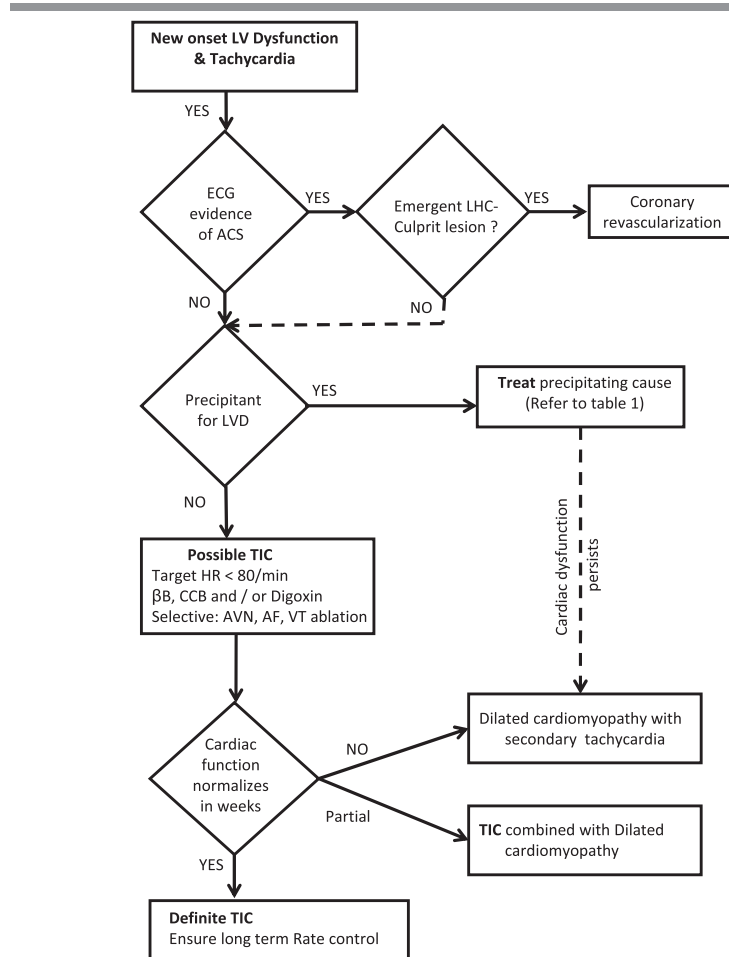 New onset LV Dysfunction
& Tachycardia
YES
ECG
evidence
of ACS
YES
Emergent LHC-
Culprit lesion ?
YES
Coronary
revascularization
NO
NO
Precipitant
for LVD
YES
Treat precipitating cause
(Refer to table 1)
NO
Cardiac dysfunction
persists
Possible TIC
Target HR < 80/min
βB, CCB and / or Digoxin
Selective: AVN, AF, VT ablation
Cardiac
function
normalizes
in weeks
NO
Dilated cardiomyopathy with
secondary tachycardia
Partial
TIC combined with Dilated
cardiomyopathy
YES
Definite TIC
Ensure long term Rate control